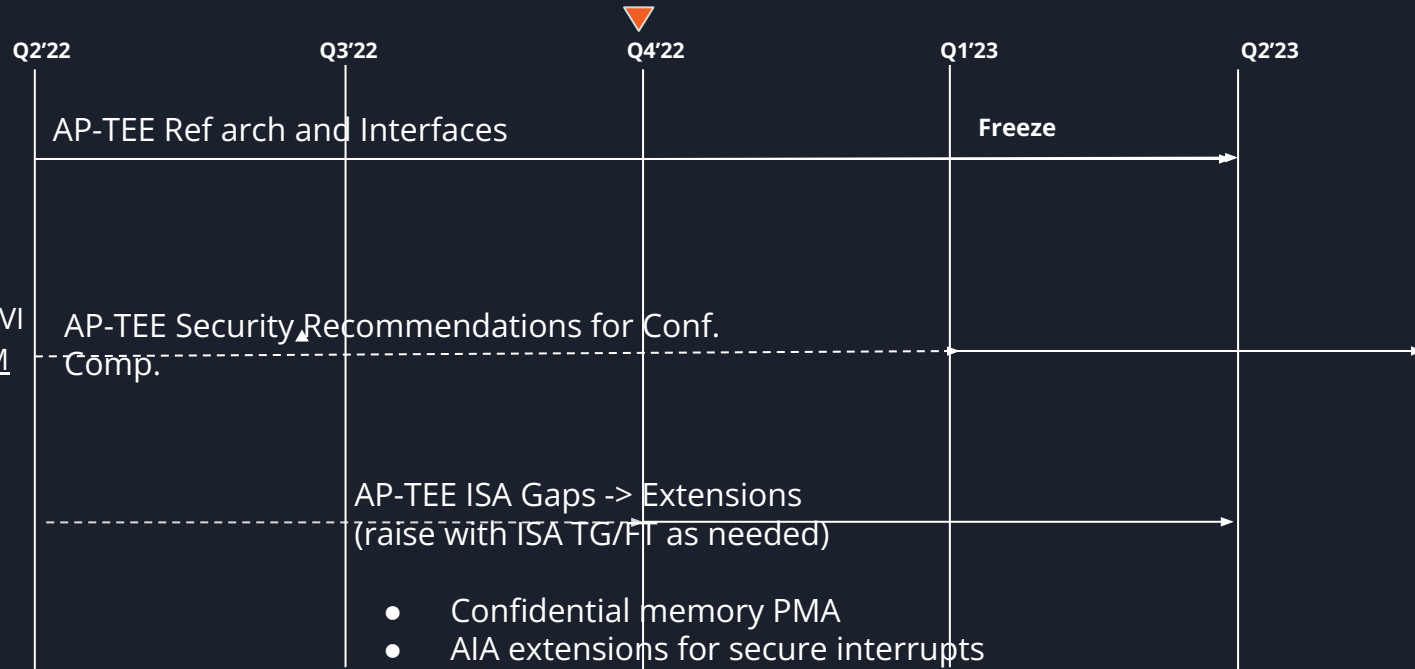 Q2’22 Q3’22 Q4’22 Q1’23 Q2’23
AP-TEE Ref arch and Interfaces
Freeze
VI
M
AP-TEE Security Recommendations for Conf.
Comp.
AP-TEE ISA Gaps -> Extensions
(raise with ISA TG/FT as needed)
● Confidential memory PMA
● AIA extensions for secure interrupts